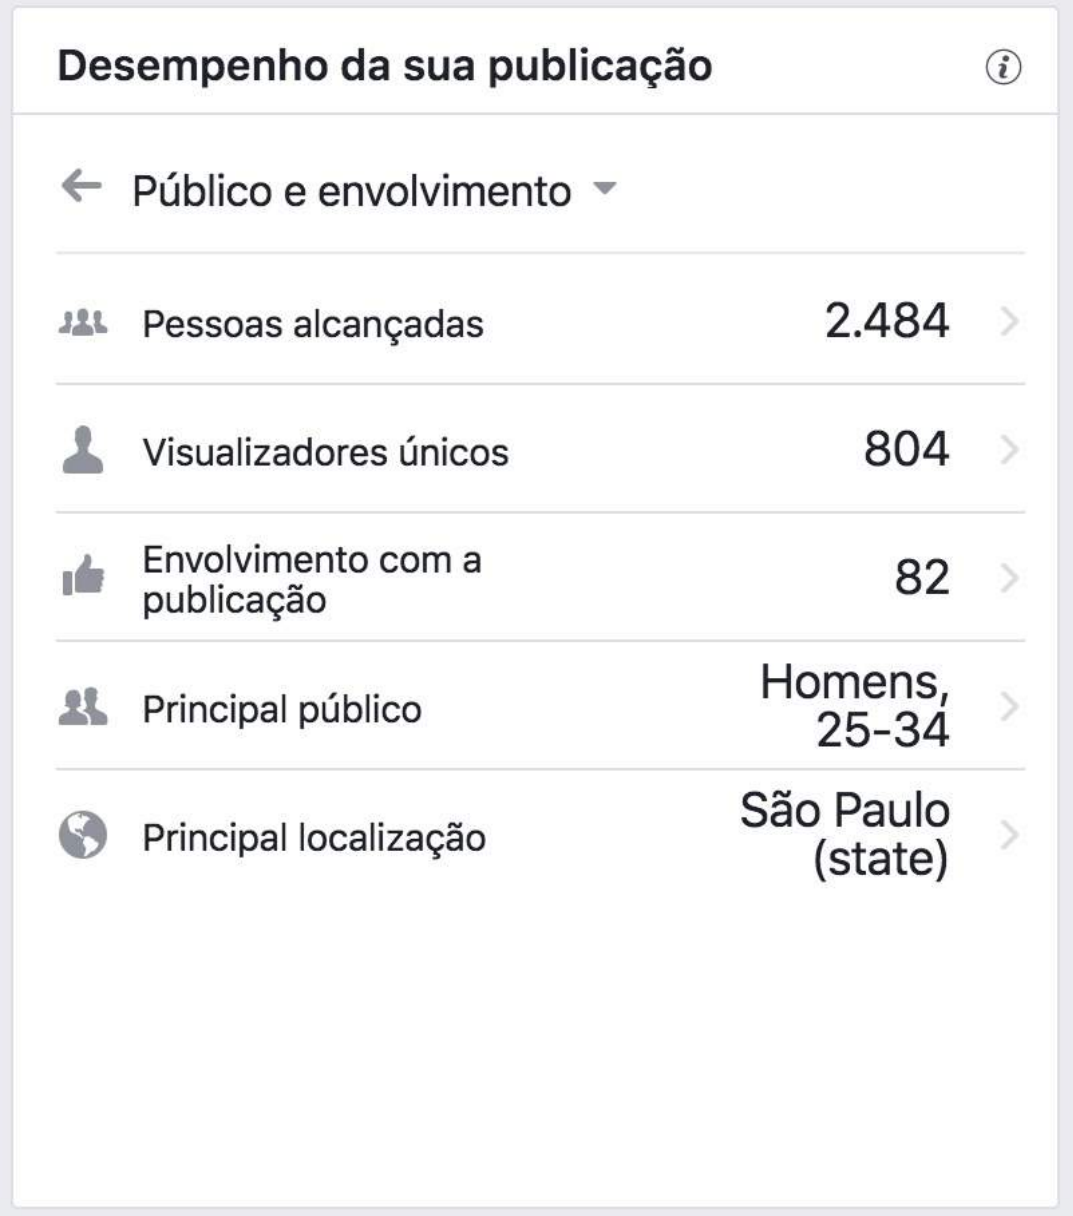 Desempenho da sua publicação
Público e envolvimento
Pessoas alcançadas 2.484
Visualizadores únicos 804
Envolvimento com a
publicação 82
Principal público Homens,
25-34
Principal localização São Paulo
(state)